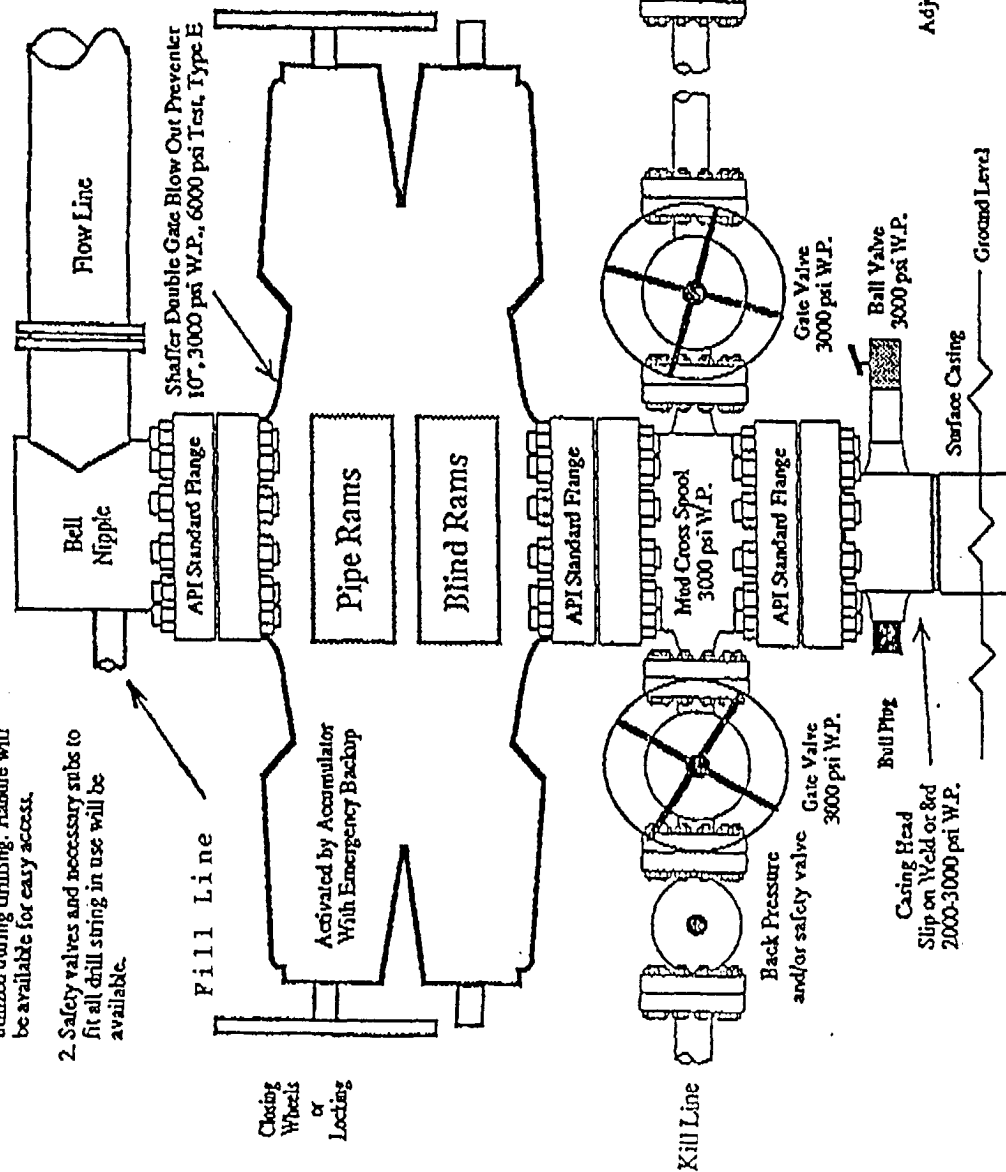 be available for easy access.
2. Safety valves and necessary subs to
fit all drill string in use will be
available.
Fill Line
Bell
Nipple
Flow Line
Shaffer Double Gate Blow Out Preventer
10", 3000 psi W.P., 6000 psi Test, Type E
API Standard Flange
Closing
Wheels
or
Locking
Activated by Accumulator
With Emergency Backup
Pipe Rams
Blind Rams
API Standard Flange
Kill Line
Back Pressure
and/or safety valve
Gate Valve
3000 psi W.P.
Mud Cross Spool
3000 psi W.P.
Gate Valve
3000 psi W.P.
API Standard Flange
Bull Plug
Ball Valve
3000 psi W.P.
Casing Head
Slip on Weld or 8rd
2000-3000 psi W.P.
Surface Casing
Ground Level
Adj